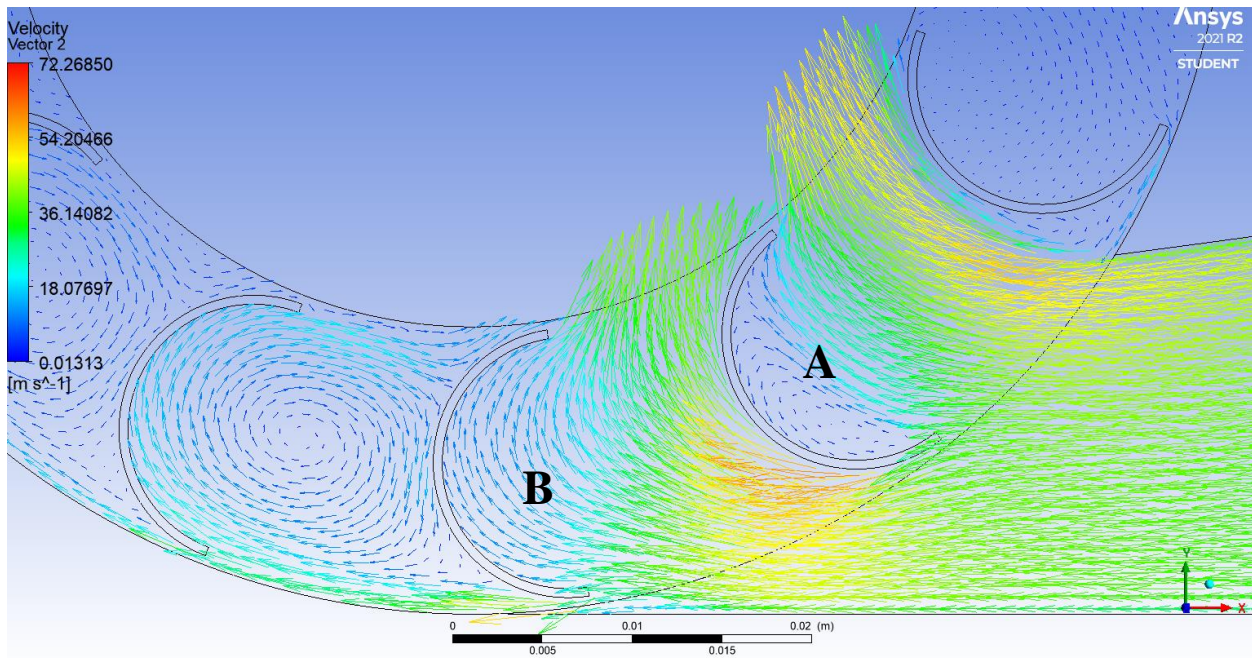 Velocity
Vector 2
72.26850
54.20466
36.14082
18.07697
0.01313
[m s^-1]
Ansys
2021 R2
STUDENT
A
B
Y
X
0 0.01 0.02 (m)
0.005 0.015